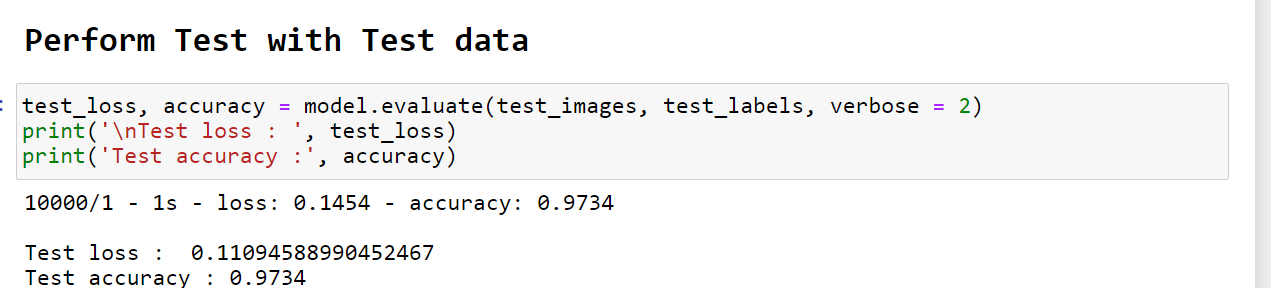 Perform Test with Test data
:
test_loss, accuracy = model.evaluate(test_images, test_labels, verbose = 2)
print('\nTest loss : ', test_loss)
print('Test accuracy :', accuracy)
10000/1 - 1s - loss: 0.1454 - accuracy: 0.9734
Test loss :  0.11094588990452467
Test accuracy : 0.9734